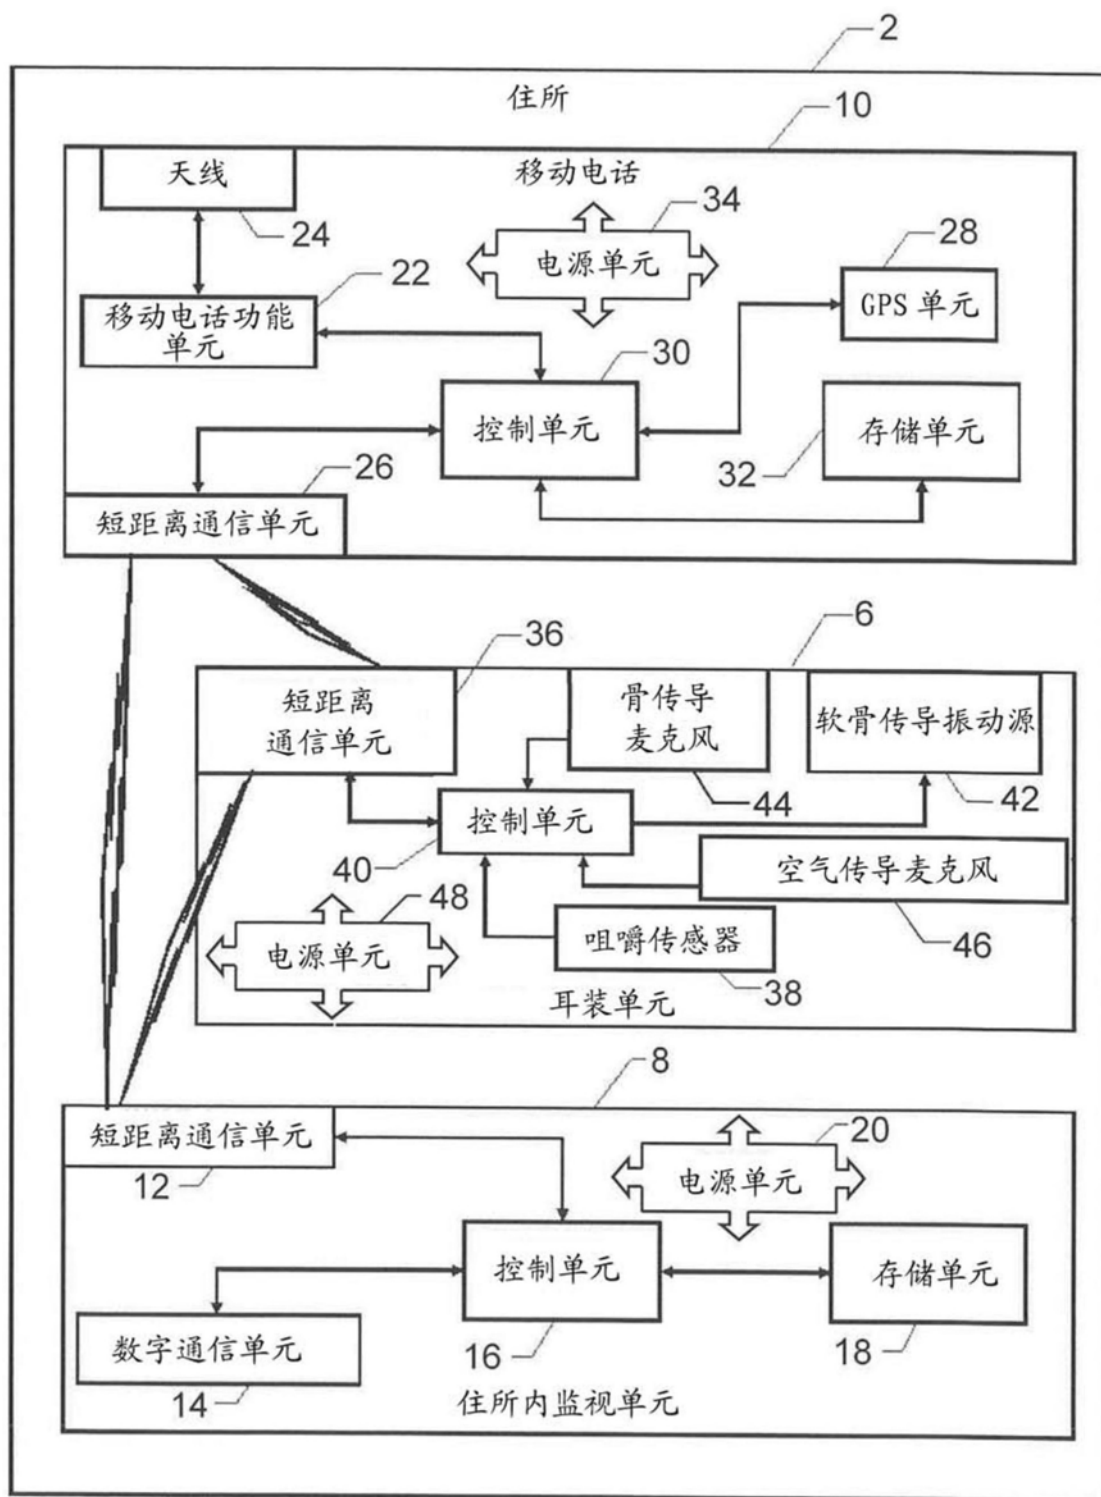 2
住所
10
天线
移动电话
24
34
电源单元
28
22
GPS 单元
移动电话功能
单元
30
控制单元
存储单元
32
26
短距离通信单元
6
36
短距离
通信单元
骨传导
麦克风
软骨传导振动源
44
42
控制单元
40
空气传导麦克风
48
电源单元
咀嚼传感器
46
38
耳装单元
8
短距离通信单元
20
12
电源单元
控制单元
存储单元
数字通信单元
16
18
14
住所内监视单元